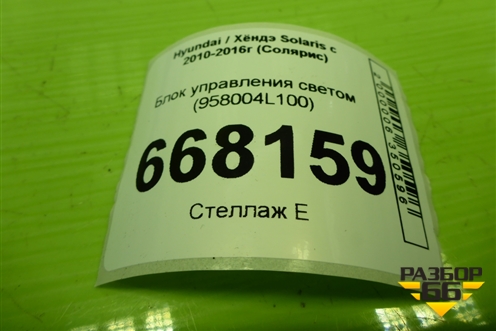 Hyundai / Хёндэ Solaris с
2010-2016г (Солярис)
Блок управления светом
(958004L100)
668159
Стеллаж Е
РАЗБОР
66